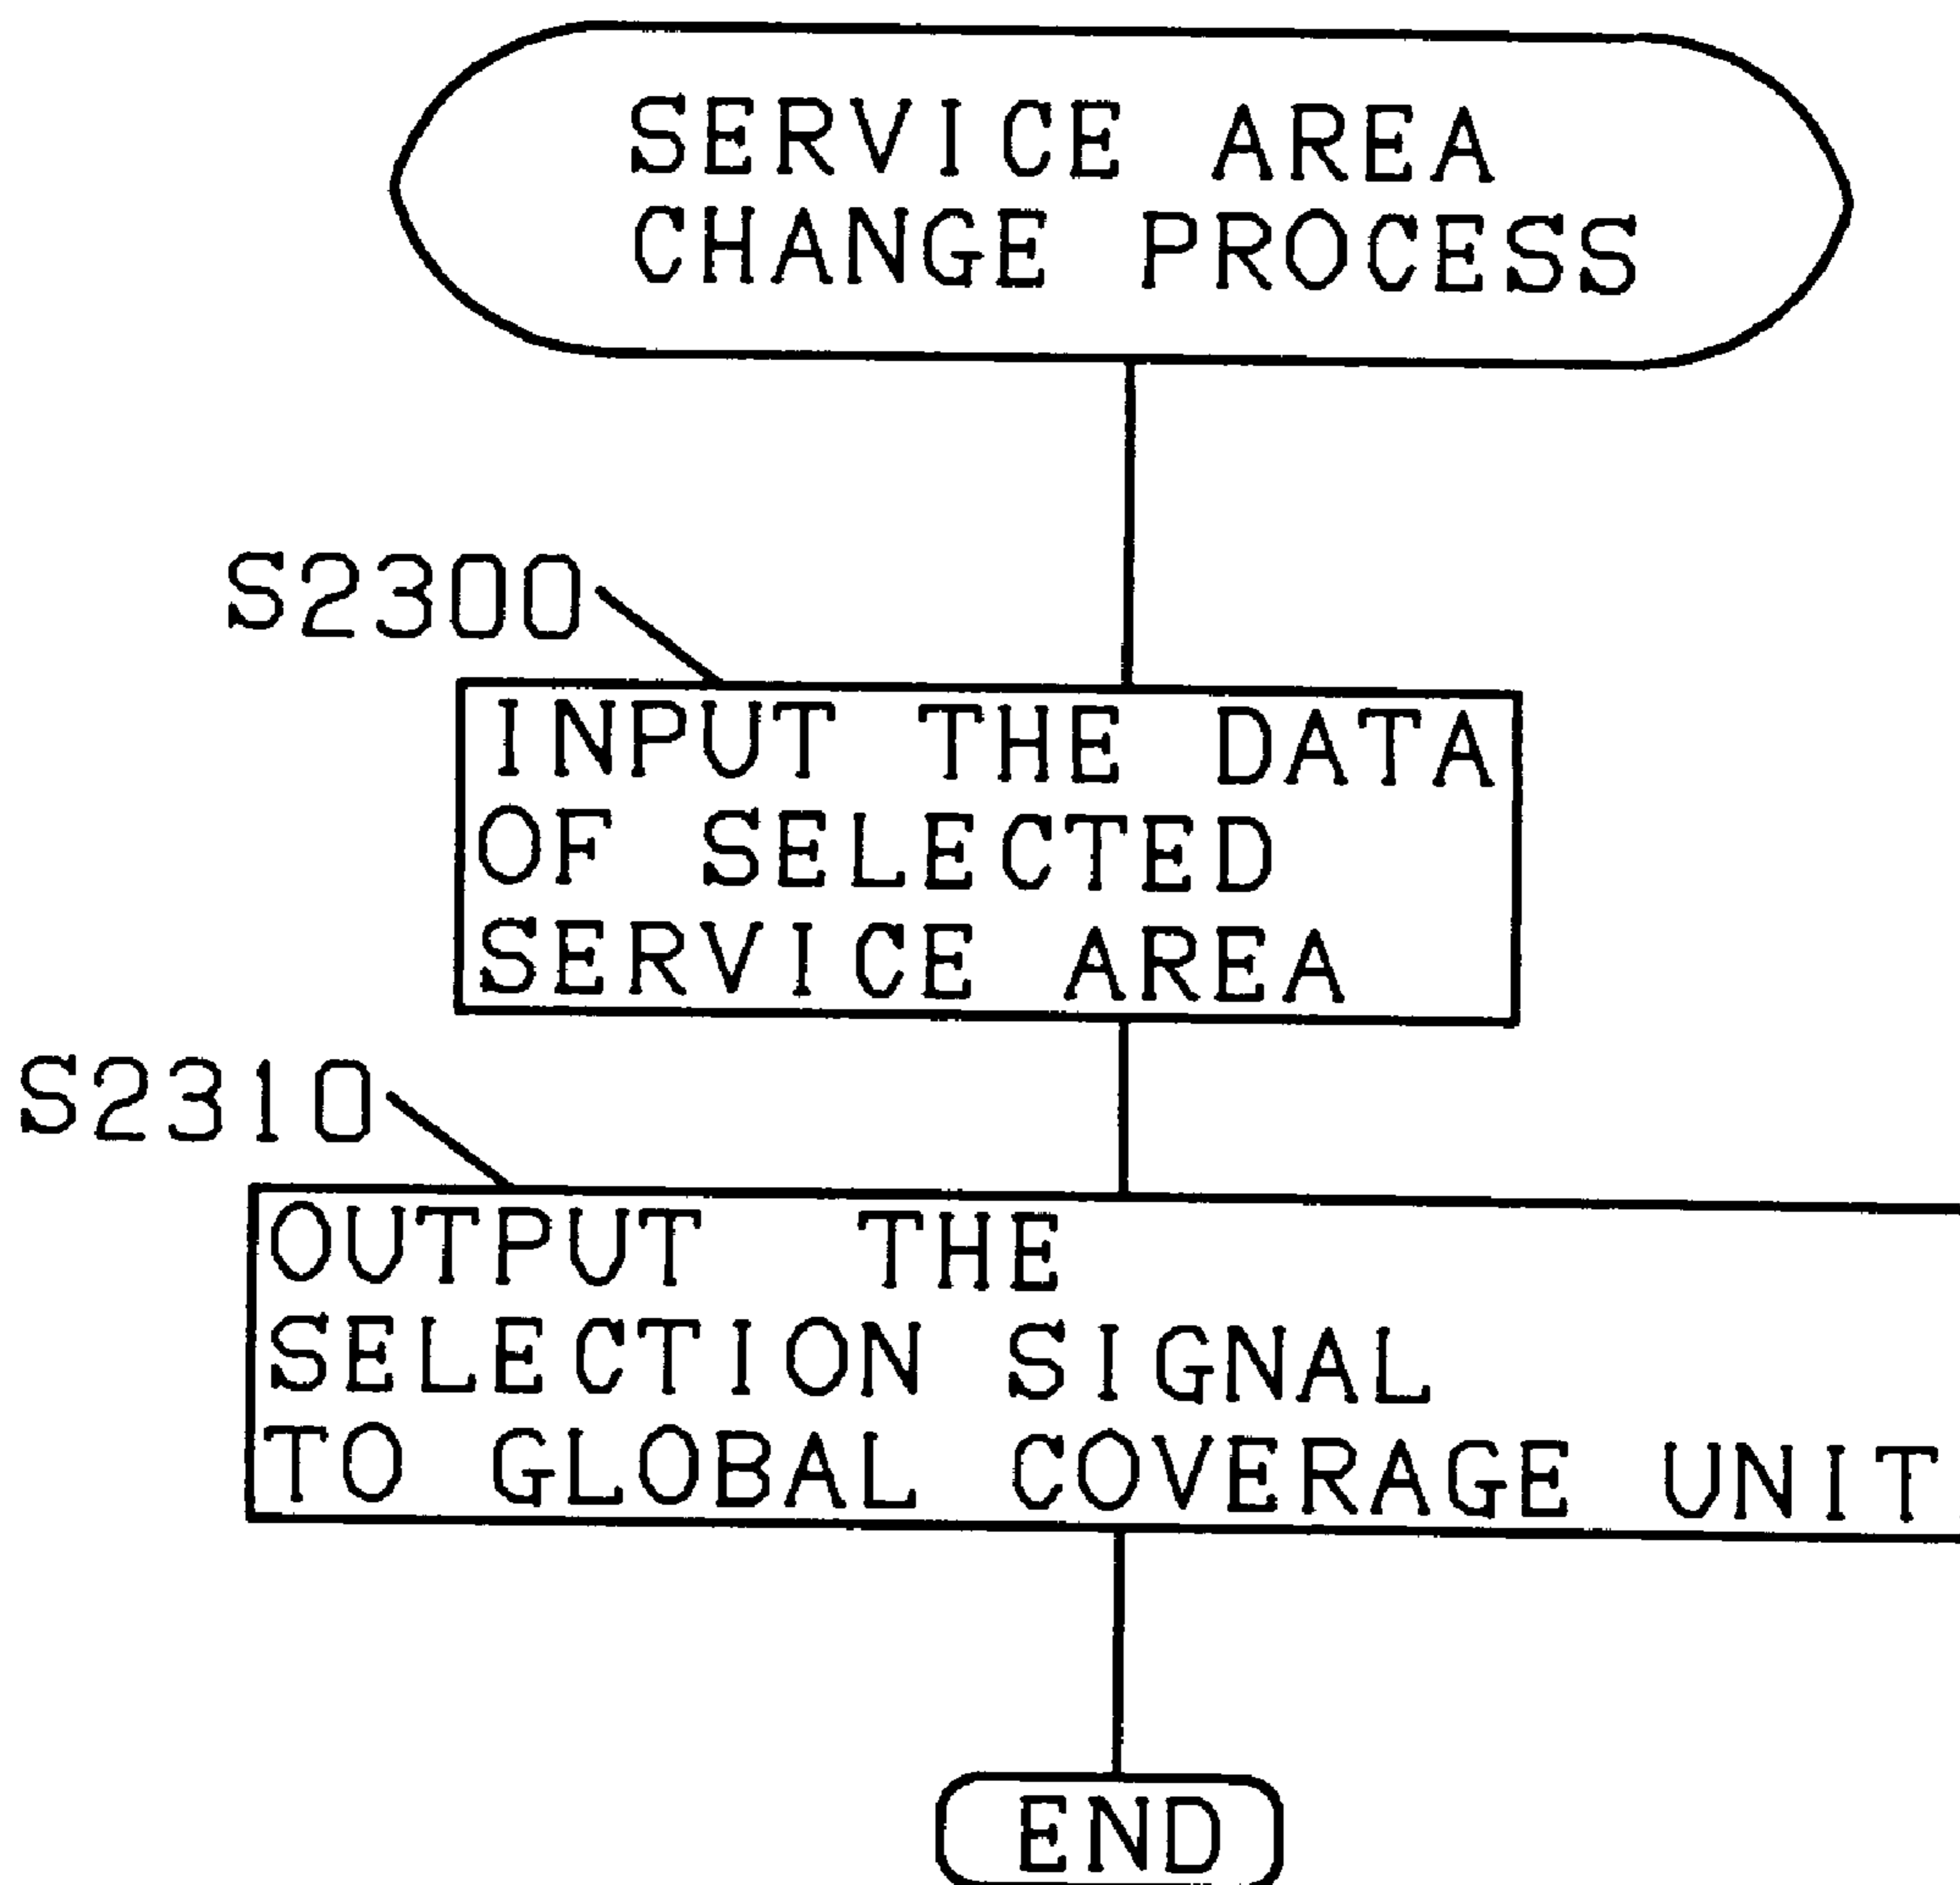 SERVICE AREA
CHANGE PROCESS
S2300
INPUT THE DATA
OF SELECTED
SERVICE AREA
S2310
OUTPUT THE
SELECTION SIGNAL
TO GLOBAL COVERAGE UNIT
END